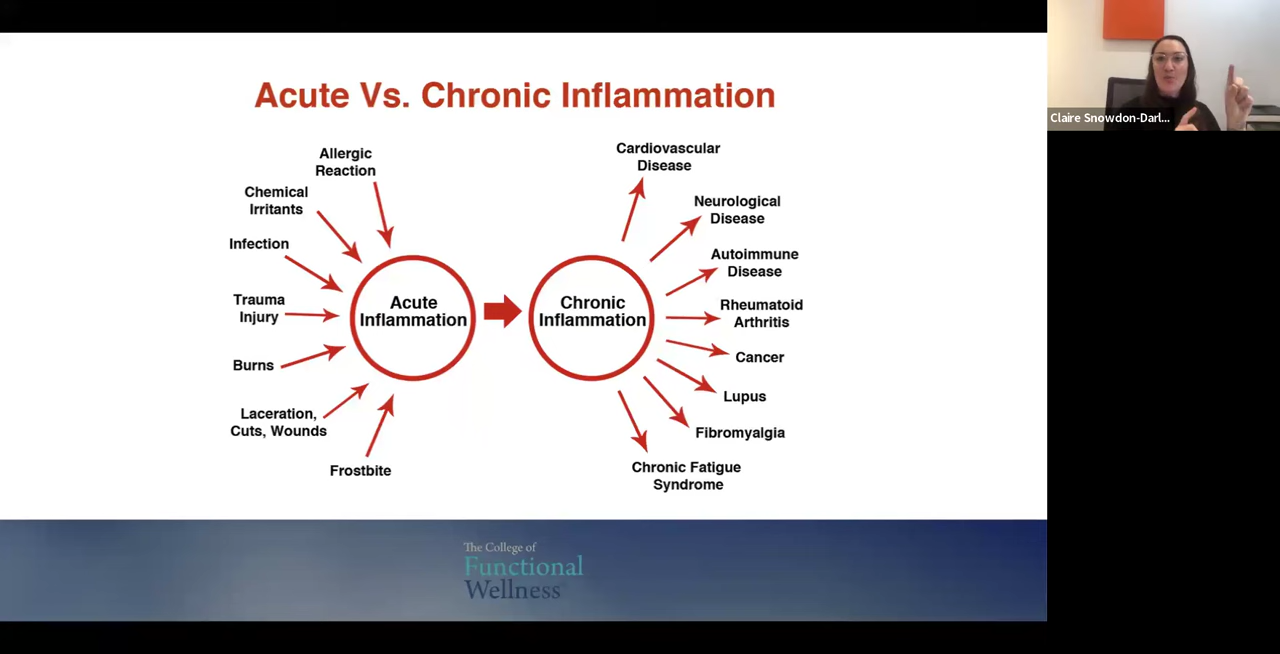 Acute Vs. Chronic Inflammation
Allergic
Reaction
Chemical
Irritants
Infection
Trauma
Injury
Burns
Laceration,
Cuts, Wounds
Frostbite
Acute
Inflammation
Chronic
Inflammation
Cardiovascular
Disease
Neurological
Disease
Autoimmune
Disease
Rheumatoid
Arthritis
Cancer
Lupus
Fibromyalgia
Chronic Fatigue
Syndrome
The College of
Functional
Wellness
Claire Snowdon-Darl...